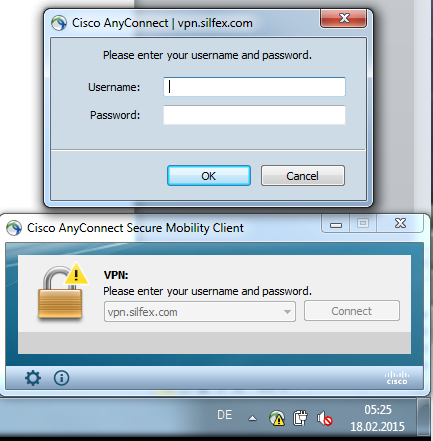 Cisco AnyConnect | vpn.silfex.com
Please enter your username and password.
Username:
Password:
OK
Cancel
Cisco AnyConnect Secure Mobility Client
VPN:
Please enter your username and password.
vpn.silfex.com
Connect
CISCO
DE
05:25
18.02.2015